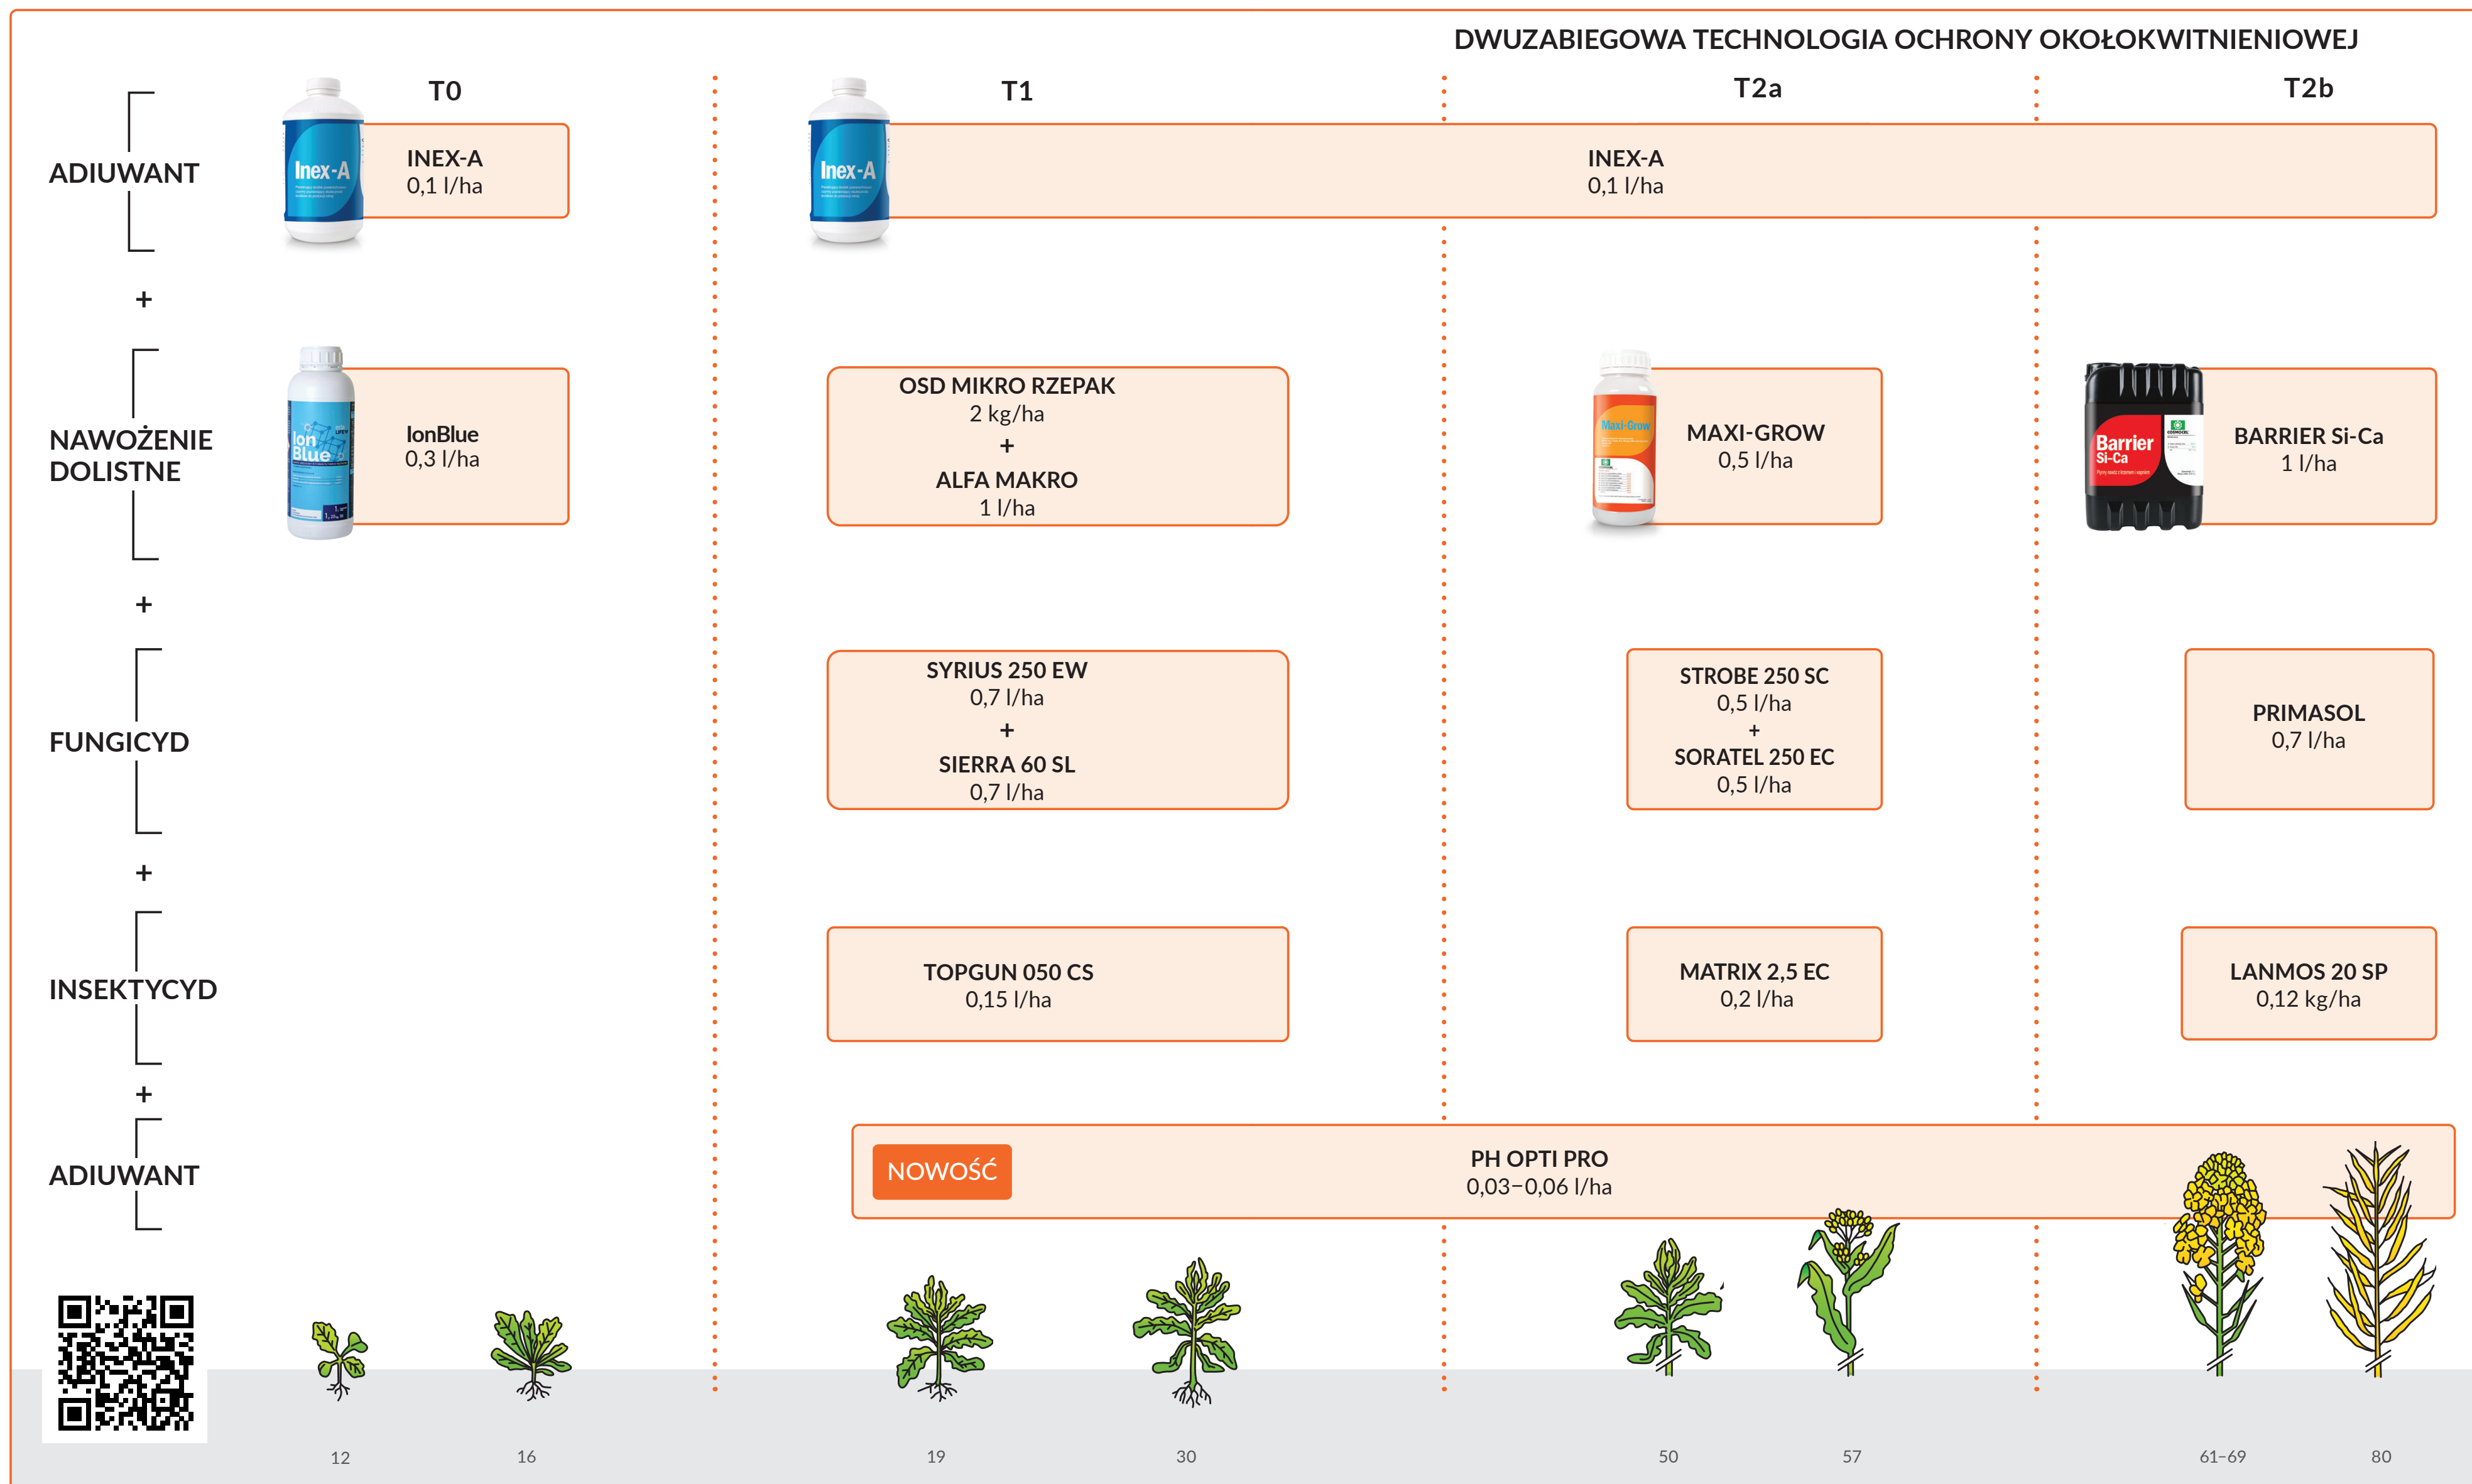 DWUZABIEGOWA TECHNOLOGIA OCHRONY OKOŁOKWITNIENIOWEJ
T0
T1
T2a
T2b
ADIUWANT
Inex-A
INEX-A
0,1 l/ha
Inex-A
INEX-A
0,1 l/ha
+
NAWOŻENIE
DOLISTNE
Ion
Blue
IonBlue
0,3 l/ha
OSD MIKRO RZEPAK
2 kg/ha
+
ALFA MAKRO
1 l/ha
Maxi-Grow
MAXI-GROW
0,5 l/ha
Barrier
Si-Ca
BARRIER Si-Ca
1 l/ha
+
FUNGICYD
SYRIUS 250 EW
0,7 l/ha
+
SIERRA 60 SL
0,7 l/ha
STROBE 250 SC
0,5 l/ha
+
SORATEL 250 EC
0,5 l/ha
PRIMASOL
0,7 l/ha
+
INSEKTYCYD
TOPGUN 050 CS
0,15 l/ha
MATRIX 2,5 EC
0,2 l/ha
LANMOS 20 SP
0,12 kg/ha
+
ADIUWANT
NOWOŚĆ
PH OPTI PRO
0,03–0,06 l/ha
12
16
19
30
50
57
61–69
80